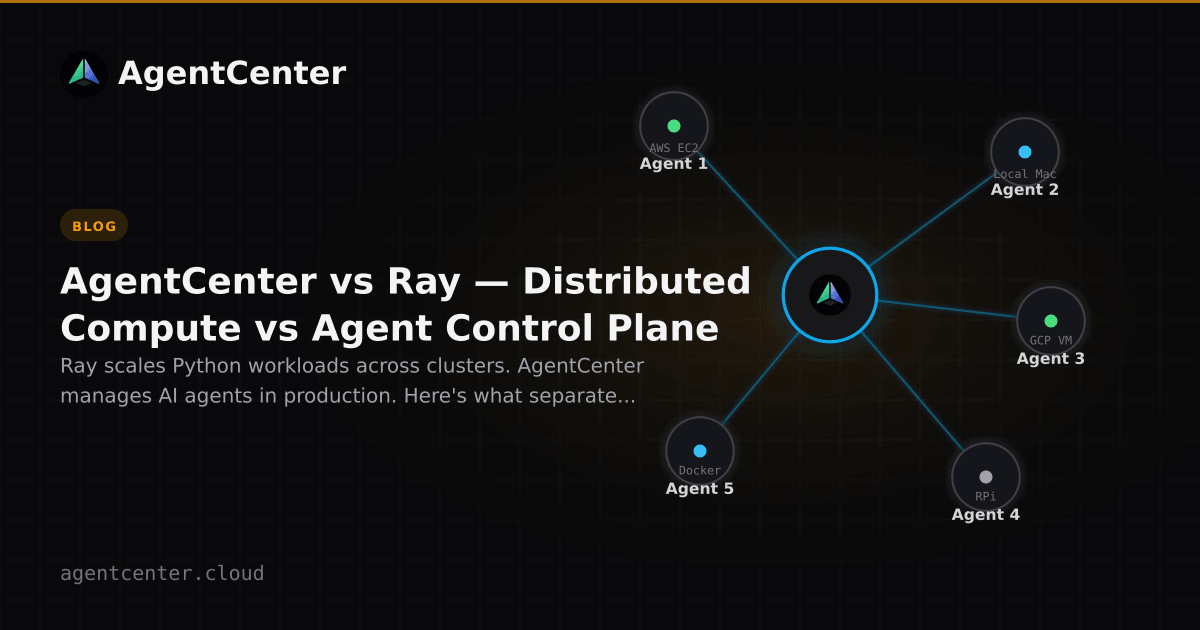 AgentCenter
BLOG
AgentCenter vs Ray — Distributed
Compute vs Agent Control Plane
Ray scales Python workloads across clusters. AgentCenter
manages AI agents in production. Here's what separate...
agentcenter.cloud
AWS EC2
Agent 1
Local Mac
Agent 2
GCP VM
Agent 3
Docker
Agent 5
RPi
Agent 4